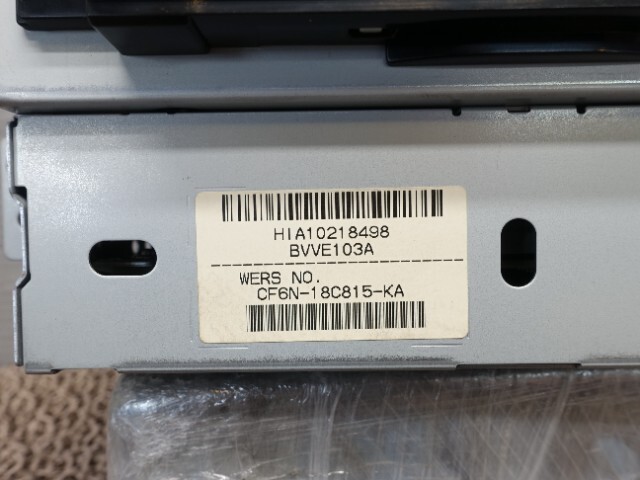 HIA10218498
BVVE103A
WERS NO.
CF6N-18C815-KA